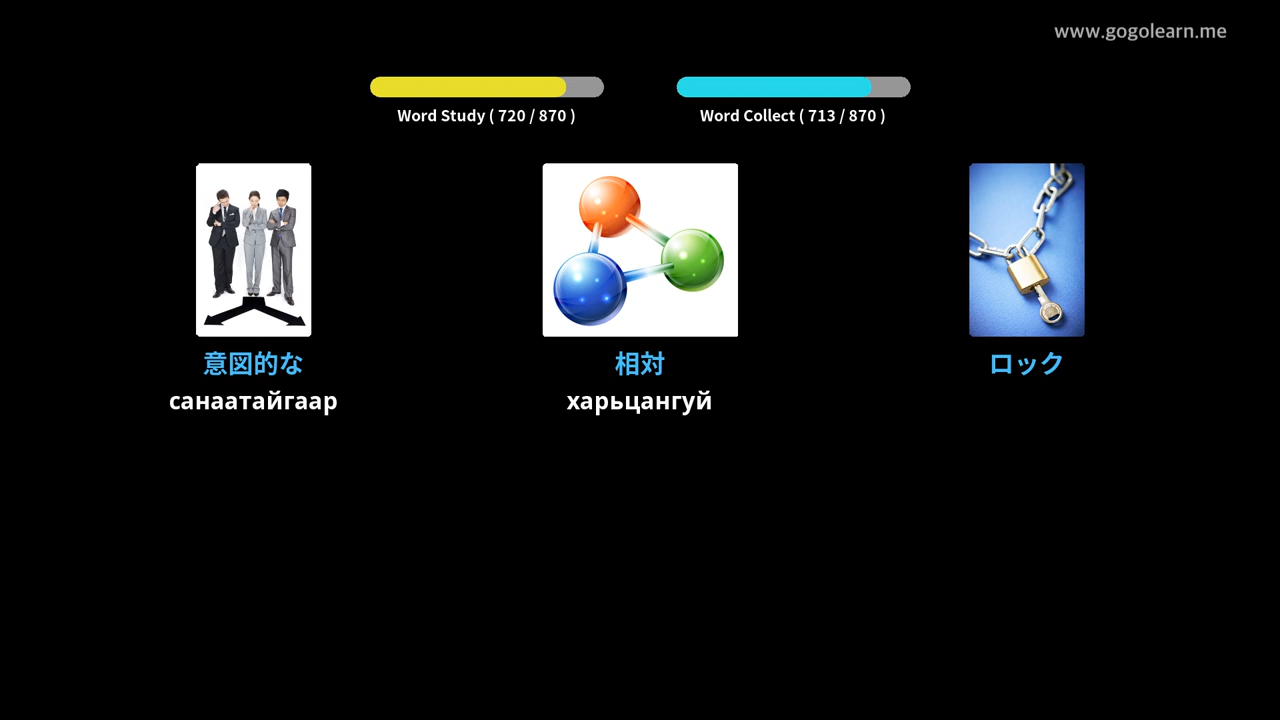 www.gogolearn.me
Word Study ( 720 / 870 )
Word Collect ( 713 / 870 )
意図的な
相対
ロック
санаатайгаар
харьцангуй